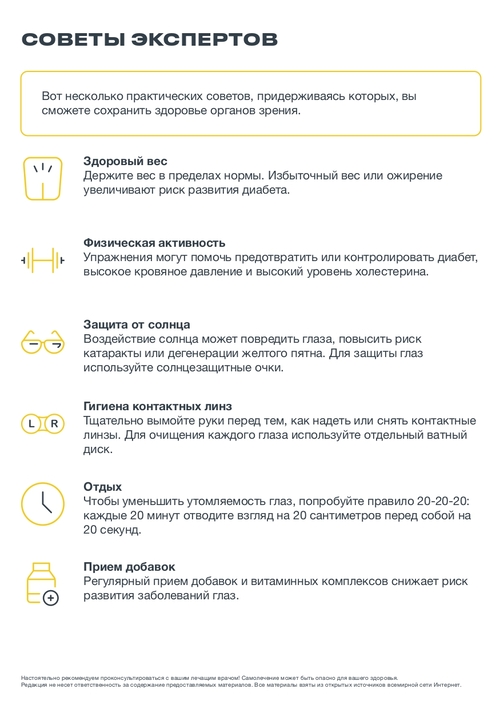 СОВЕТЫ ЭКСПЕРТОВ
Вот несколько практических советов, придерживаясь которых, вы
сможете сохранить здоровье органов зрения.
Здоровый вес
Держите вес в пределах нормы. Избыточный вес или ожирение
увеличивают риск развития диабета.
Физическая активность
Упражнения могут помочь предотвратить или контролировать диабет,
высокое кровяное давление и высокий уровень холестерина.
Защита от солнца
Воздействие солнца может повредить глаза, повысить риск
катаракты или дегенерации желтого пятна. Для защиты глаз
используйте солнцезащитные очки.
Гигиена контактных линз
L R
Тщательно вымойте руки перед тем, как надеть или снять контактные
линзы. Для очищения каждого глаза используйте отдельный ватный
диск.
Отдых
Чтобы уменьшить утомляемость глаз, попробуйте правило 20-20-20:
каждые 20 минут отводите взгляд на 20 сантиметров перед собой на
20 секунд.
Прием добавок
Регулярный прием добавок и витаминных комплексов снижает риск
развития заболеваний глаз.
Настоятельно рекомендуем проконсультироваться с вашим лечащим врачом! Самолечение может быть опасно для вашего здоровья.
Редакция не несет ответственность за содержание предоставляемых материалов. Все материалы взяты из открытых источников всемирной сети Интернет.